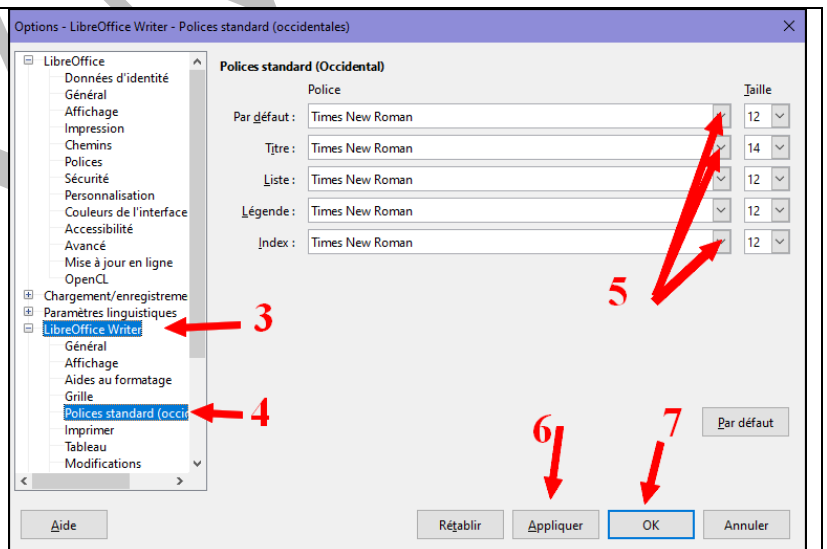 Options - LibreOffice Writer - Polices standard (occidentales)
LibreOffice
Données d'identité
Général
Affichage
Impression
Chemins
Polices
Sécurité
Personnalisation
Couleurs de l'interface
Accessibilité
Avancé
Mise à jour en ligne
OpenCL
Chargement/enregistreme
Paramètres linguistiques
LibreOffice Writer
Général
Affichage
Aides au formatage
Grille
Polices standard (occid
Imprimer
Tableau
Modifications
Polices standard (Occidental)
Police Taille
Par défaut : Times New Roman 12
Titre : Times New Roman 14
Liste : Times New Roman 12
Légende : Times New Roman 12
Index : Times New Roman 12
3
4
5
6
7
Par défaut
Aide Rétablir Appliquer OK Annuler